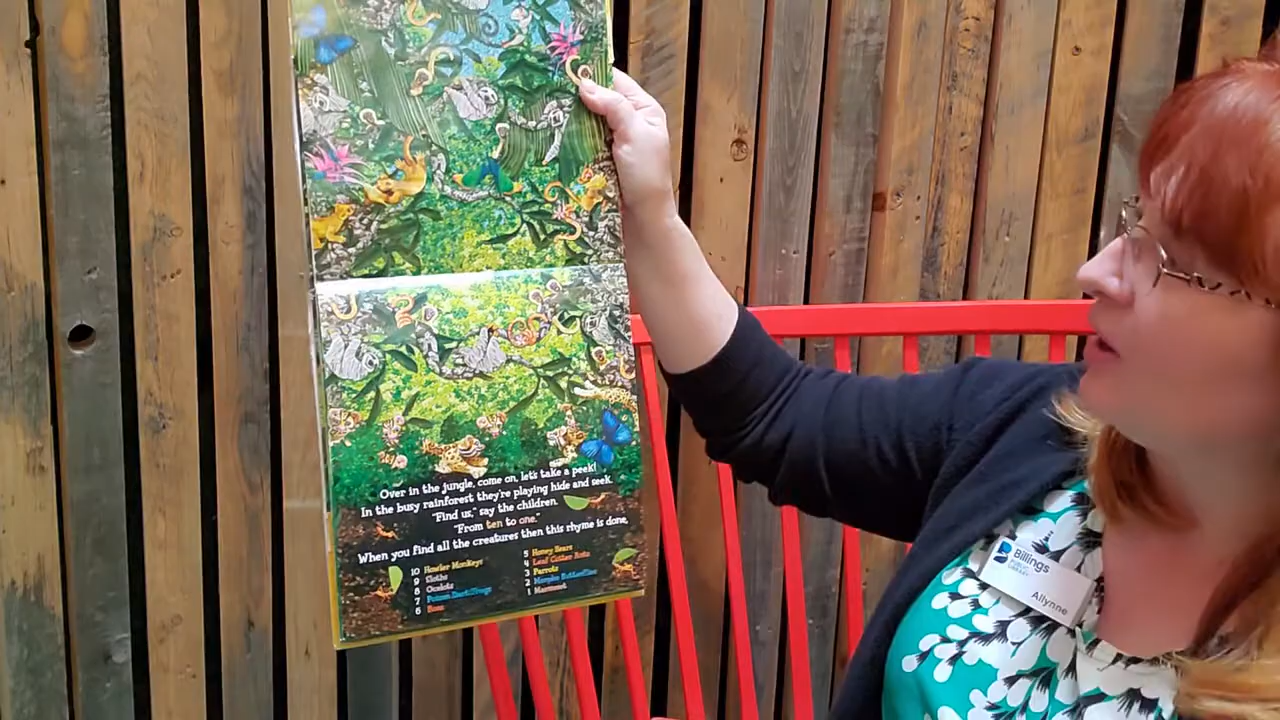 Over in the jungle, come on, let's take a peek!
In the busy rainforest they're playing hide and seek.
"Find us," say the children.
"From ten to one."
When you find all the creatures then this rhyme is done.
10 Howler Monkeys
9 Sloths
8 Ocelots
7 Poison Dart Frogs
6 Boas
5 Honey Bears
4 Leaf Cutter Ants
3 Parrots
2 Morpho Butterflies
1 Marmoset
Billings
PUBLIC
LIBRARY
Allynne